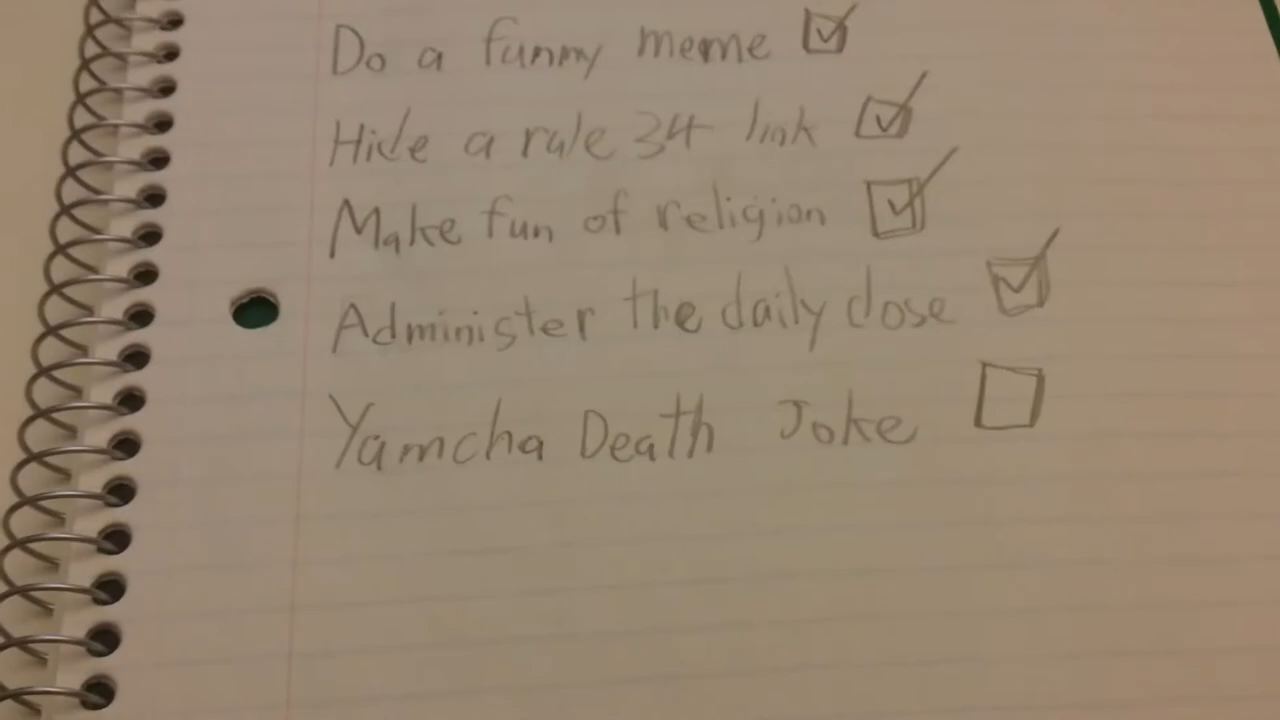 Do a funny meme
Hide a rule 34 link
Make fun of religion
Administer the daily dose
Yamcha Death Joke